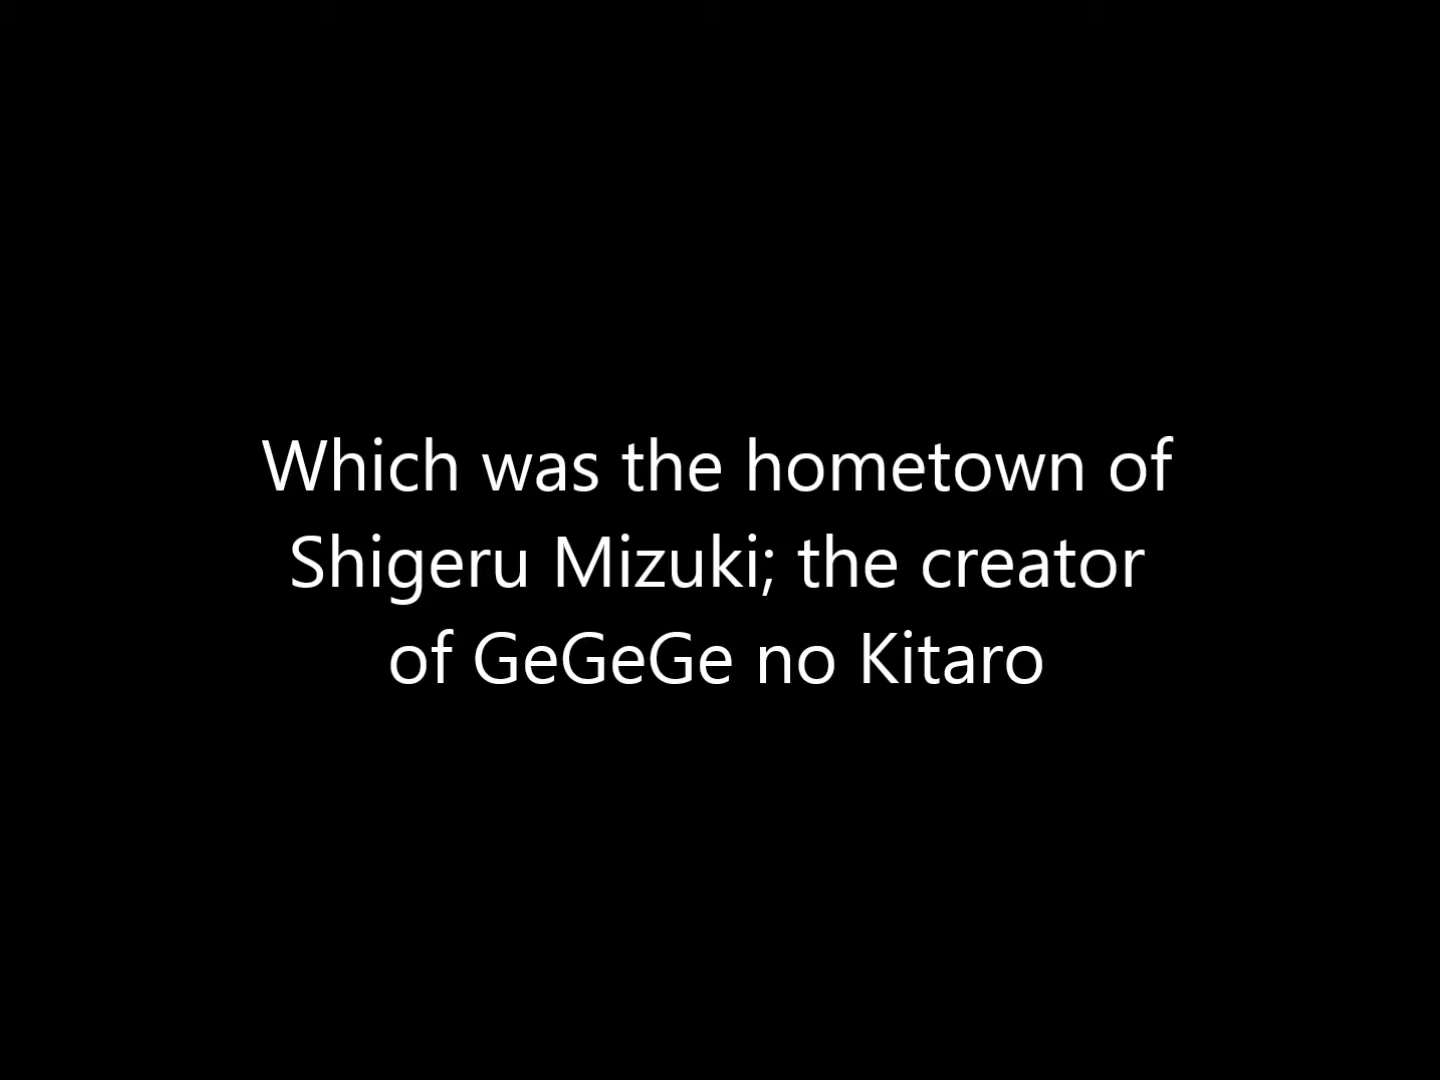 Which was the hometown of
Shigeru Mizuki; the creator
of GeGeGe no Kitaro